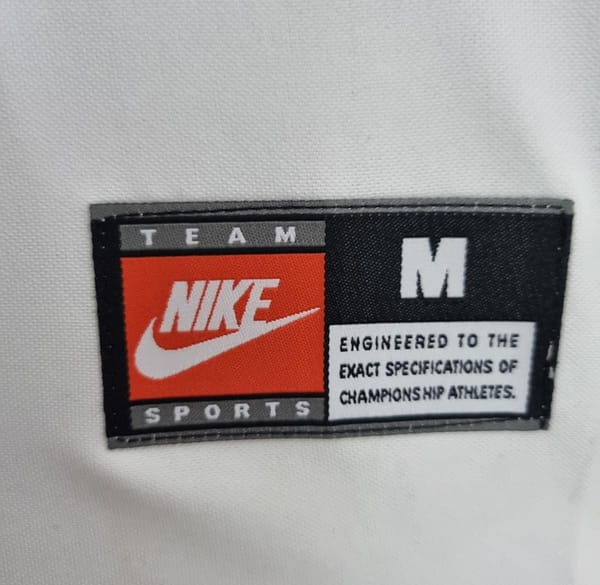 TEAM
NIKE
SPORTS
M
ENGINEERED TO THE
EXACT SPECIFICATIONS OF
CHAMPIONSHIP ATHLETES.